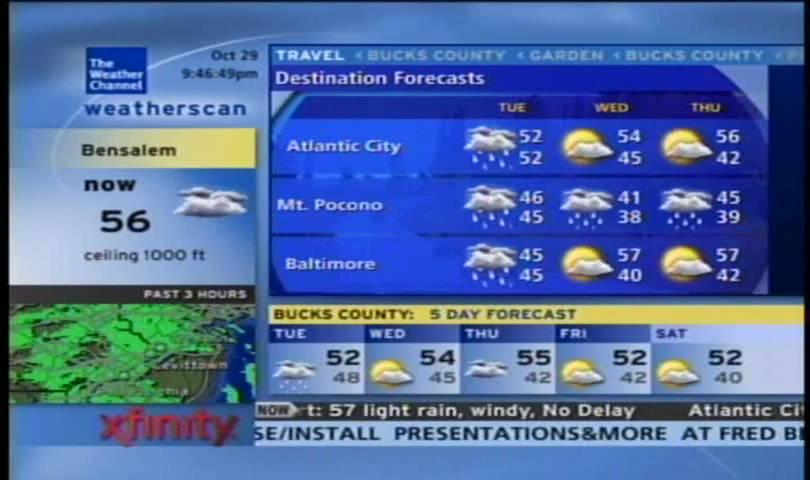 The
Weather
Channel
Oct 29
9:46:49pm
weatherscan
Bensalem
now
56
ceiling 1000 ft
PAST 3 HOURS
Levittown
xfinity
TRAVEL < BUCKS COUNTY < GARDEN < BUCKS COUNTY <
Destination Forecasts
TUE WED THU
Atlantic City 52 52 54 45 56 42
Mt. Pocono 46 45 41 38 45 39
Baltimore 45 45 57 40 57 42
BUCKS COUNTY: 5 DAY FORECAST
TUE WED THU FRI SAT
52 54 55 52 52
48 45 42 42 40
NOW t: 57 light rain, windy, No Delay Atlantic Ci
SE/INSTALL PRESENTATIONS&MORE AT FRED B